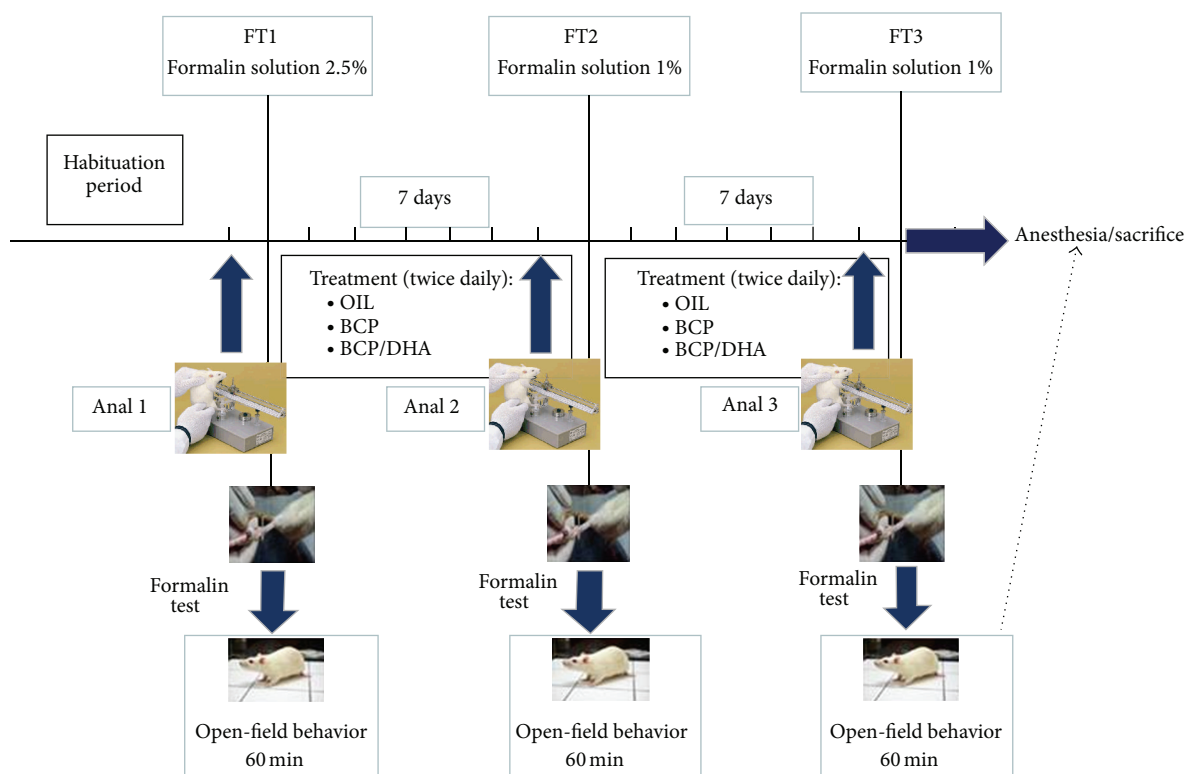 FT1
Formalin solution 2.5%
FT2
Formalin solution 1%
FT3
Formalin solution 1%
Habituation
period
7 days
7 days
Anesthesia/sacrifice
Treatment (twice daily):
• OIL
• BCP
• BCP/DHA
Treatment (twice daily):
• OIL
• BCP
• BCP/DHA
Anal 1
Anal 2
Anal 3
Formalin
test
Formalin
test
Formalin
test
Open-field behavior
60 min
Open-field behavior
60 min
Open-field behavior
60 min